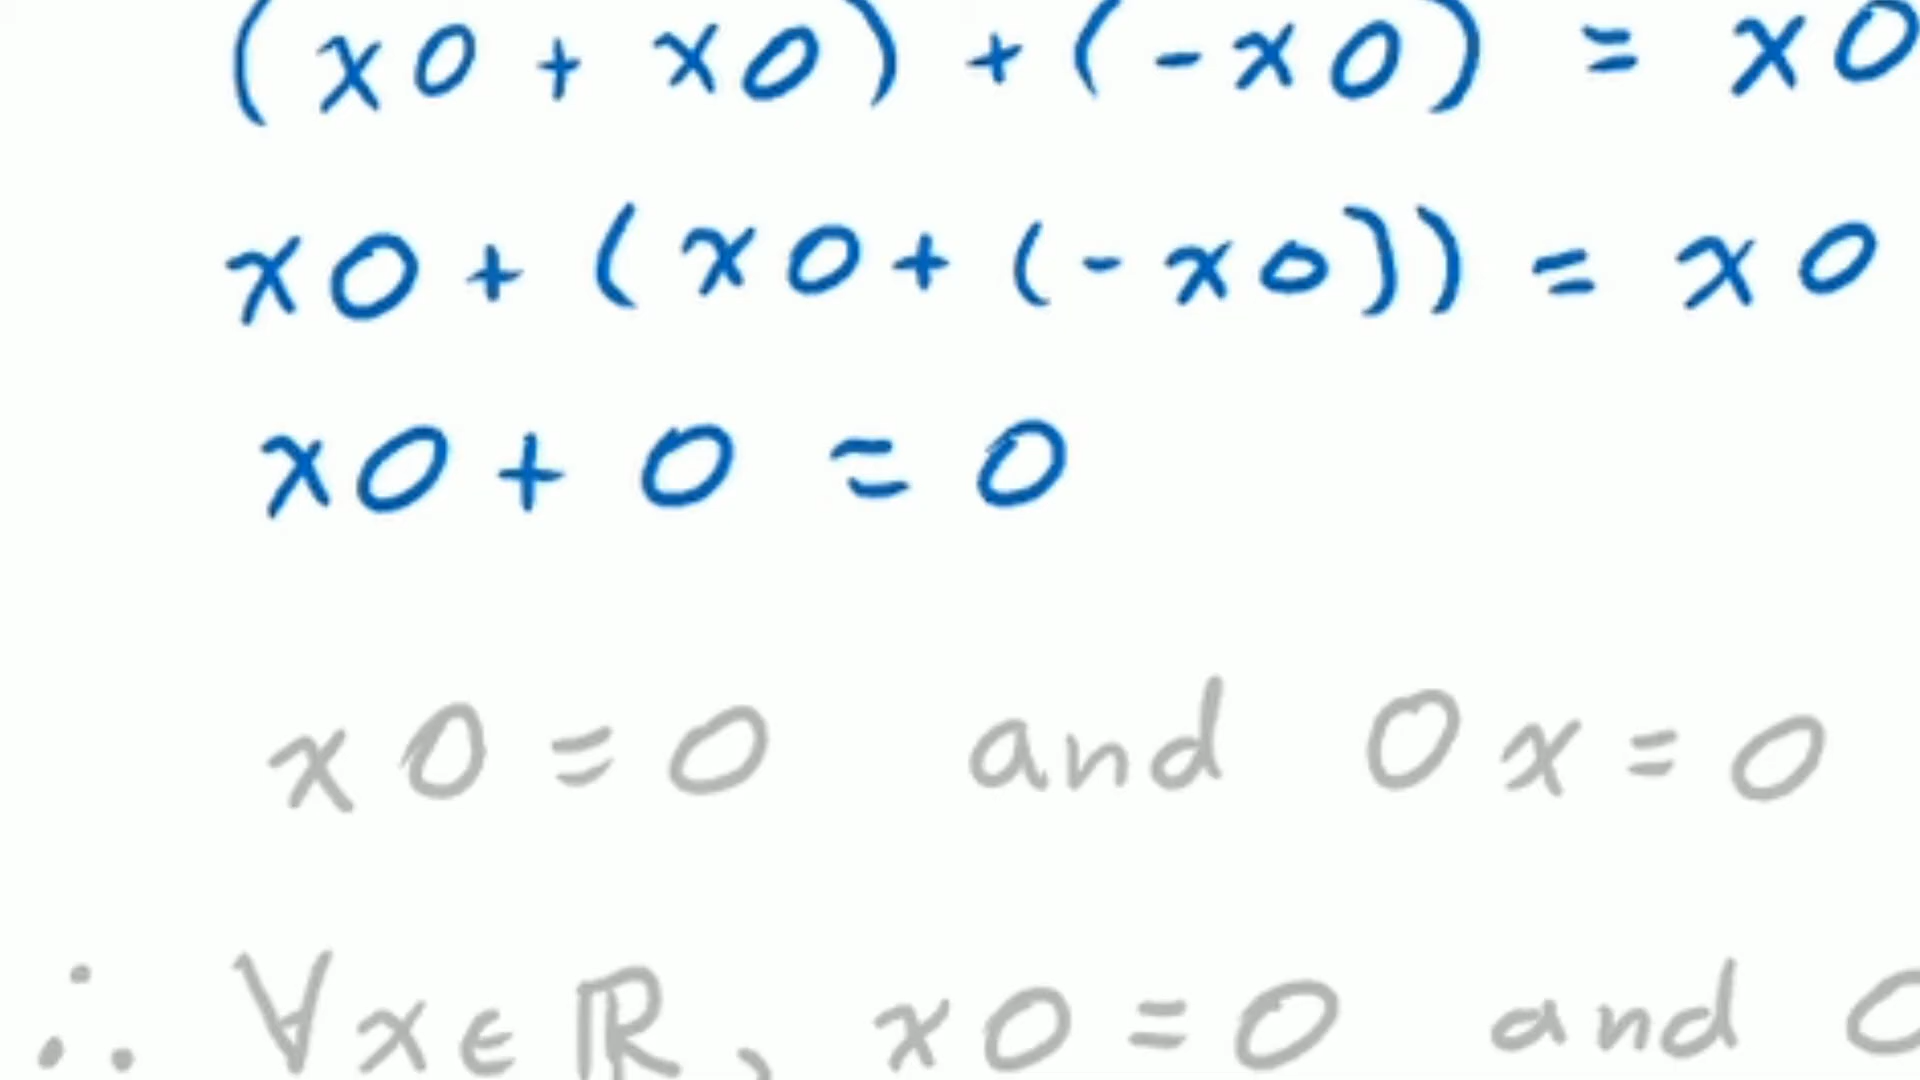 (x0 + x0) + (-x0) = x0
x0 + (x0 + (-x0)) = x0
x0 + 0 = 0
x0 = 0 and 0x = 0
∴ ∀x∈ℝ, x0 = 0 and 0